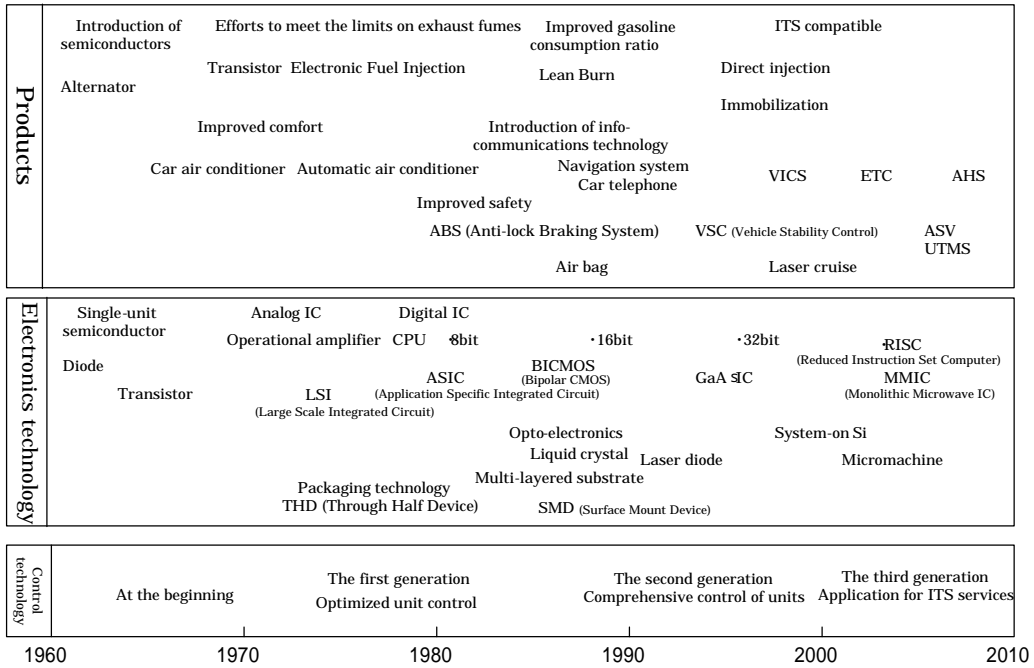 Products
Introduction of
semiconductors
Efforts to meet the limits on exhaust fumes
Improved gasoline
consumption ratio
ITS compatible
Transistor Electronic Fuel Injection
Lean Burn
Direct injection
Alternator
Immobilization
Improved comfort
Introduction of info-
communications technology
Car air conditioner
Automatic air conditioner
Navigation system
Car telephone
VICS
ETC
AHS
Improved safety
ABS (Anti-lock Braking System)
VSC (Vehicle Stability Control)
ASV
UTMS
Air bag
Laser cruise
Electronics technology
Single-unit
semiconductor
Analog IC
Digital IC
Operational amplifier
CPU
・8bit
・16bit
・32bit
・RISC
(Reduced Instruction Set Computer)
Diode
Transistor
LSI
(Large Scale Integrated Circuit)
ASIC
(Application Specific Integrated Circuit)
BICMOS
(Bipolar CMOS)
GaA s IC
MMIC
(Monolithic Microwave IC)
Opto-electronics
System-on Si
Liquid crystal
Laser diode
Micromachine
Multi-layered substrate
Packaging technology
THD (Through Half Device)
SMD (Surface Mount Device)
Control
technology
At the beginning
The first generation
Optimized unit control
The second generation
Comprehensive control of units
The third generation
Application for ITS services
1960
1970
1980
1990
2000
2010